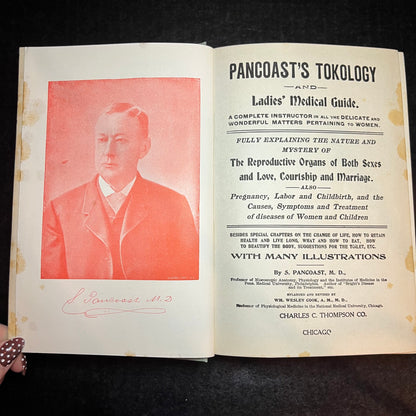 S. Pancoast M.D.
PANCOAST'S TOKOLOGY
AND
Ladies' Medical Guide.
A COMPLETE INSTRUCTOR IN ALL THE DELICATE AND
WONDERFUL MATTERS PERTAINING TO WOMEN.
FULLY EXPLAINING THE NATURE AND
MYSTERY OF
The Reproductive Organs of Both Sexes
and Love, Courtship and Marriage.
ALSO
Pregnancy, Labor and Childbirth, and the
Causes, Symptoms and Treatment
of diseases of Women and Children
BESIDES SPECIAL CHAPTERS ON THE CHANGE OF LIFE, HOW TO RETAIN
HEALTH AND LIVE LONG, WHAT AND HOW TO EAT, HOW
TO BEAUTIFY THE BODY, SUGGESTIONS FOR THE TOILET, ETC.
WITH MANY ILLUSTRATIONS
By S. PANCOAST, M. D.,
Professor of Microscopic Anatomy, Physiology and the Institutes of Medicine in the
Penn. Medical University, Philadelphia. Author of "Bright's Disease
and its Treatment," etc.
ENLARGED AND REVISED BY
WM. WESLEY COOK, A. M., M. D.,
Professor of Physiological Medicine in the National Medical University, Chicago.
CHARLES C. THOMPSON CO.
CHICAGO